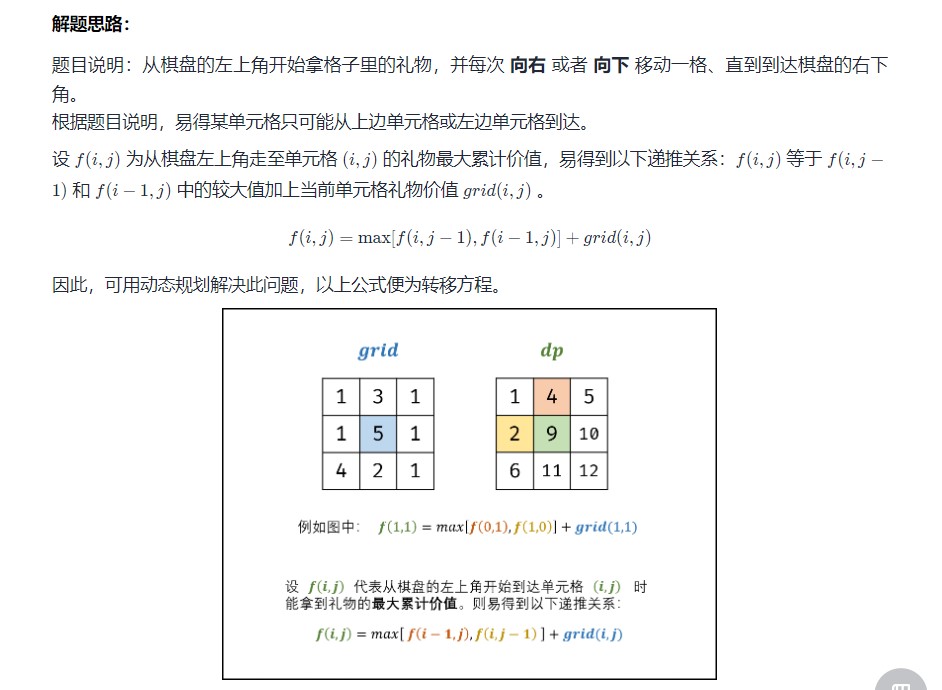 解题思路：
题目说明：从棋盘的左上角开始拿格子里的礼物，并每次 向右 或者 向下 移动一格、直到到达棋盘的右下
角。
根据题目说明，易得某单元格只可能从上边单元格或左边单元格到达。
设 f(i, j) 为从棋盘左上角走至单元格 (i, j) 的礼物最大累计价值，易得到以下递推关系：f(i, j) 等于 f(i, j −
1) 和 f(i − 1, j) 中的较大值加上当前单元格礼物价值 grid(i, j) 。
f(i, j) = max[f(i, j − 1), f(i − 1, j)] + grid(i, j)
因此，可用动态规划解决此问题，以上公式便为转移方程。
grid dp
1 3 1 1 4 5
1 5 1 2 9 10
4 2 1 6 11 12
例如图中： f(1,1) = max[f(0,1), f(1,0)] + grid(1,1)
设 f(i,j) 代表从棋盘的左上角开始到达单元格 (i,j) 时
能拿到礼物的最大累计价值。则易得到以下递推关系：
f(i,j) = max[ f(i − 1,j), f(i,j − 1) ] + grid(i,j)